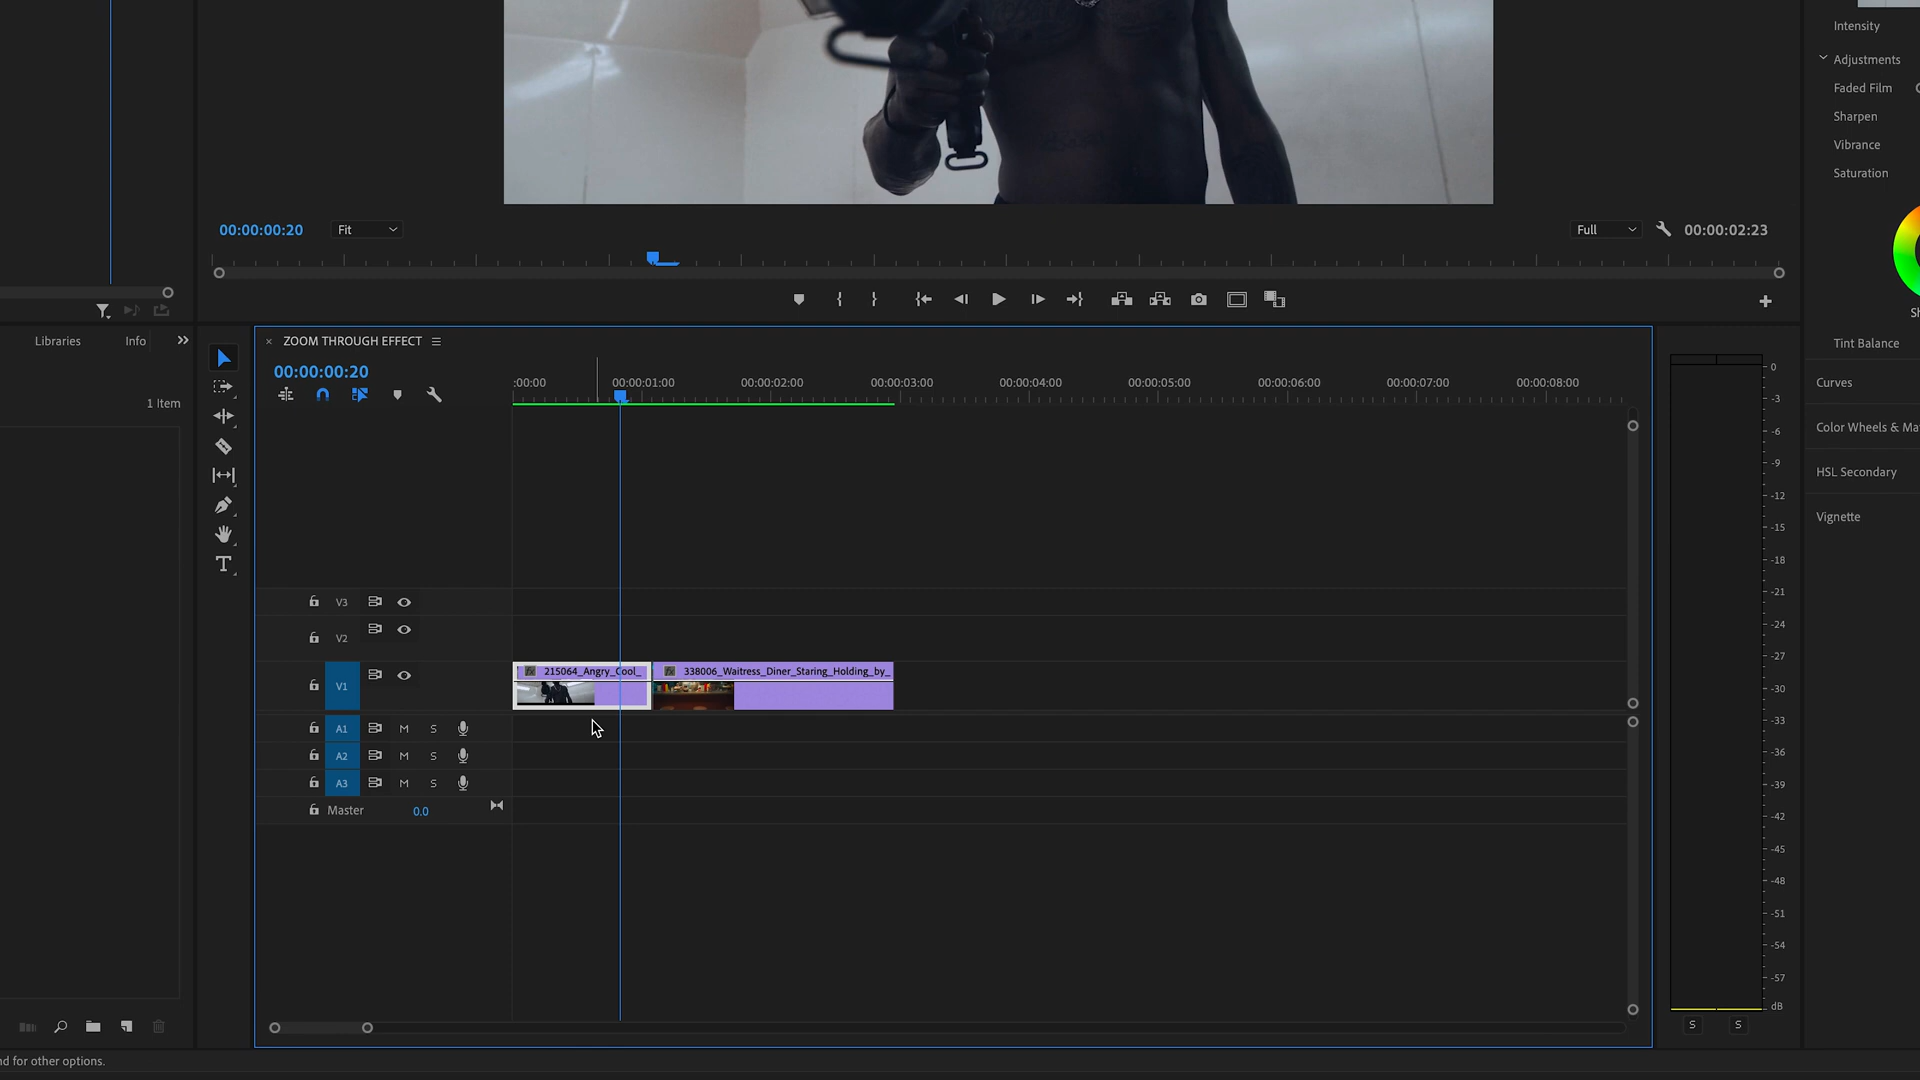 Intensity
Adjustments
Faded Film
Sharpen
Vibrance
Saturation
00:00:00:20
Fit
Full
00:00:02:23
Libraries
Info
1 Item
× ZOOM THROUGH EFFECT
00:00:00:20
:00:00
00:00:01:00
00:00:02:00
00:00:03:00
00:00:04:00
00:00:05:00
00:00:06:00
00:00:07:00
00:00:08:00
V3
V2
V1
215064_Angry_Cool_
338006_Waitress_Diner_Staring_Holding_by_
A1 M S
A2 M S
A3 M S
Master 0.0
0
-3
-6
-9
-12
-15
-18
-21
-24
-27
-30
-33
-36
-39
-42
-45
-48
-51
-54
-57
dB
S S
Sh
Tint Balance
Curves
Color Wheels & Ma
HSL Secondary
Vignette
nd for other options.